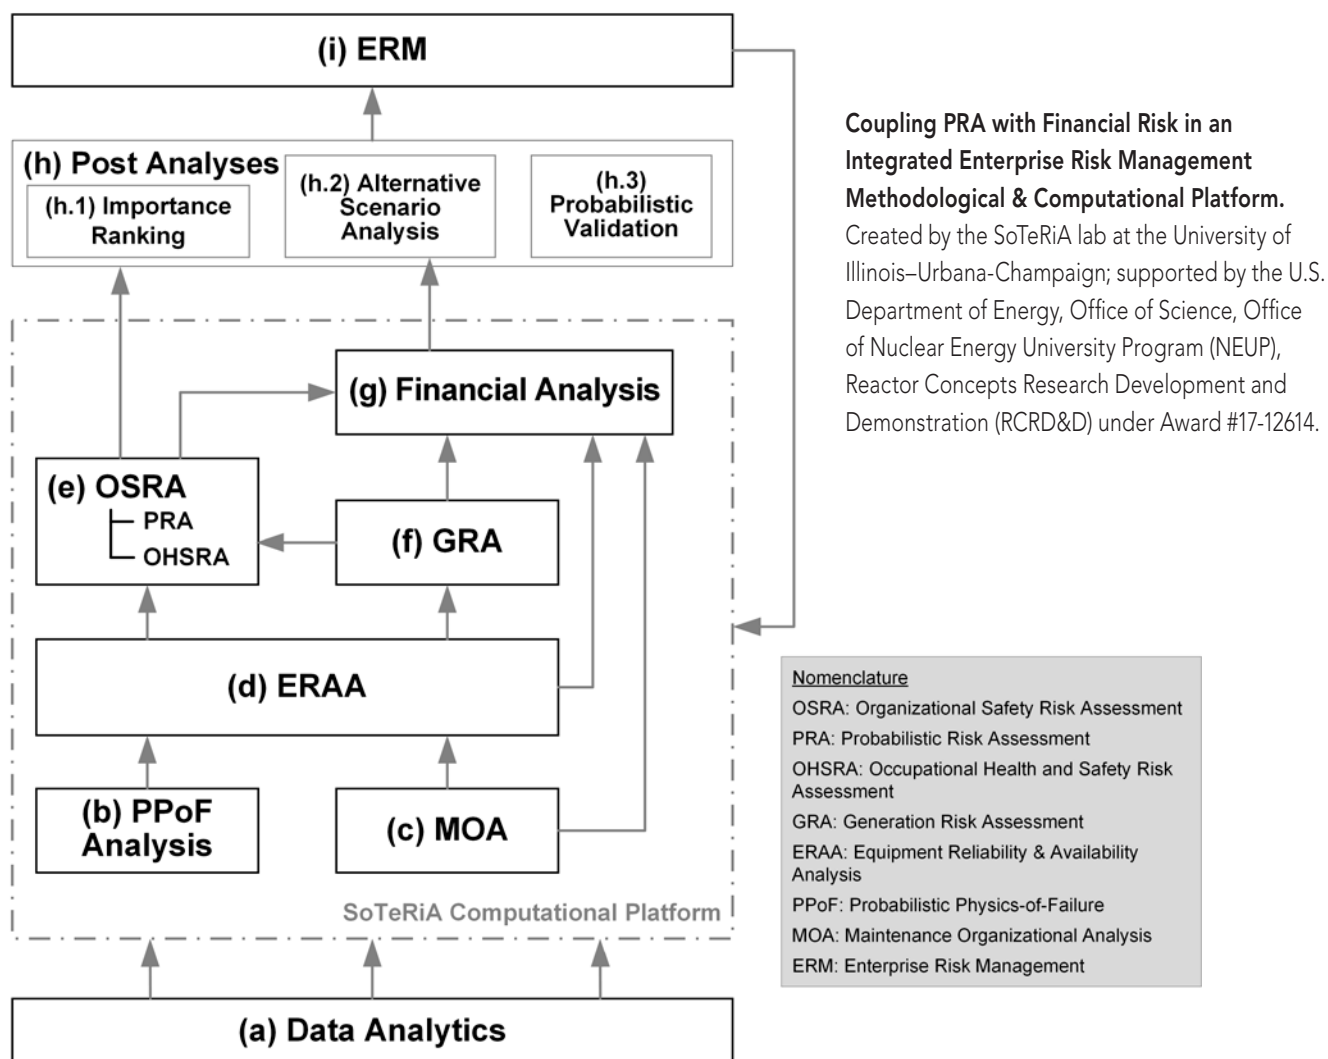 (i) ERM
(h) Post Analyses
(h.1) Importance
Ranking
(h.2) Alternative
Scenario
Analysis
(h.3)
Probabilistic
Validation
(g) Financial Analysis
(e) OSRA
PRA
OHSRA
(f) GRA
(d) ERAA
(b) PPoF
Analysis
(c) MOA
SoTeRiA Computational Platform
(a) Data Analytics
Coupling PRA with Financial Risk in an
Integrated Enterprise Risk Management
Methodological & Computational Platform.
Created by the SoTeRiA lab at the University of
Illinois–Urbana-Champaign; supported by the U.S.
Department of Energy, Office of Science, Office
of Nuclear Energy University Program (NEUP),
Reactor Concepts Research Development and
Demonstration (RCRD&D) under Award #17-12614.
Nomenclature
OSRA: Organizational Safety Risk Assessment
PRA: Probabilistic Risk Assessment
OHSRA: Occupational Health and Safety Risk
Assessment
GRA: Generation Risk Assessment
ERAA: Equipment Reliability & Availability
Analysis
PPoF: Probabilistic Physics-of-Failure
MOA: Maintenance Organizational Analysis
ERM: Enterprise Risk Management